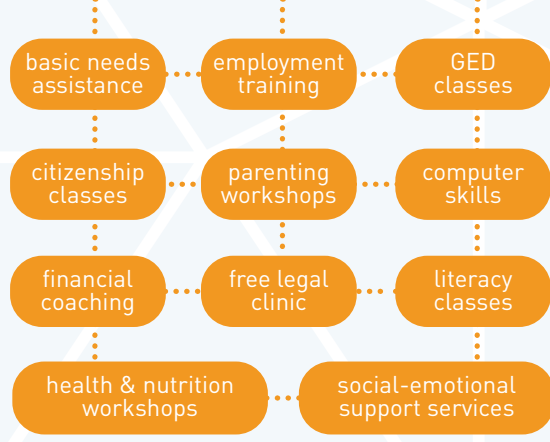 basic needs
assistance
employment
training
GED
classes
citizenship
classes
parenting
workshops
computer
skills
financial
coaching
free legal
clinic
literacy
classes
health & nutrition
workshops
social-emotional
support services